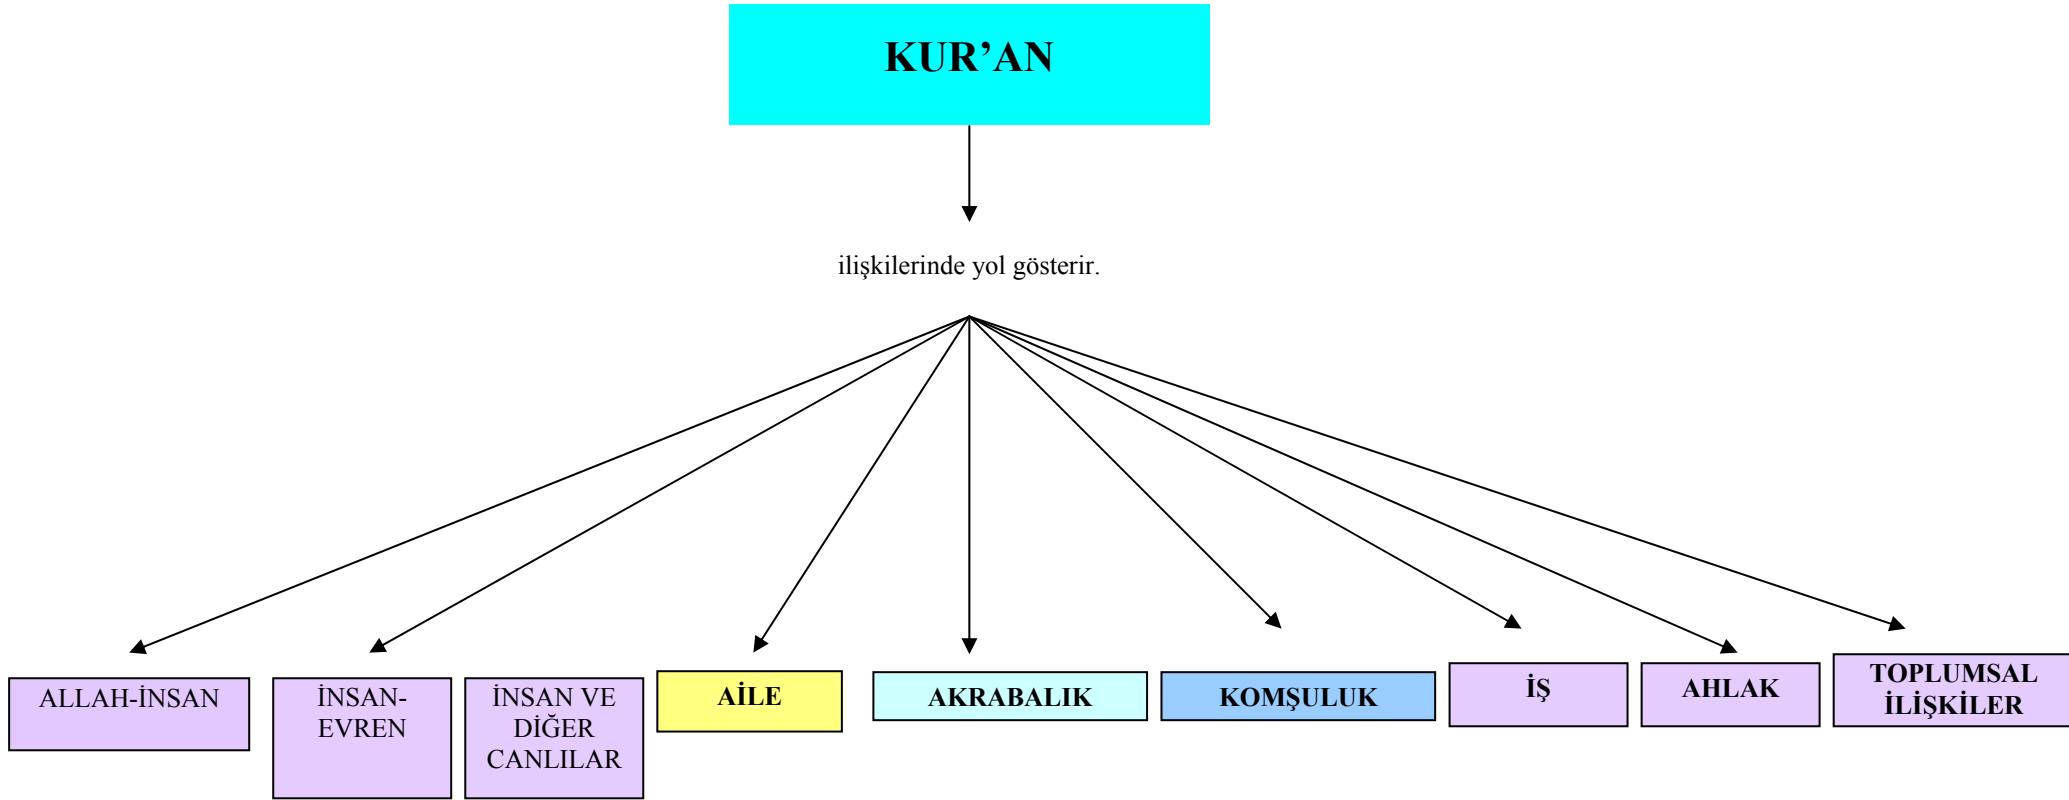 KUR’AN
ilişkilerinde yol gösterir.
ALLAH-İNSAN
İNSAN-
EVREN
İNSAN VE
DİĞER
CANLILAR
AİLE
AKRABALIK
KOMŞULUK
İŞ
AHLAK
TOPLUMSAL
İLİŞKİLER